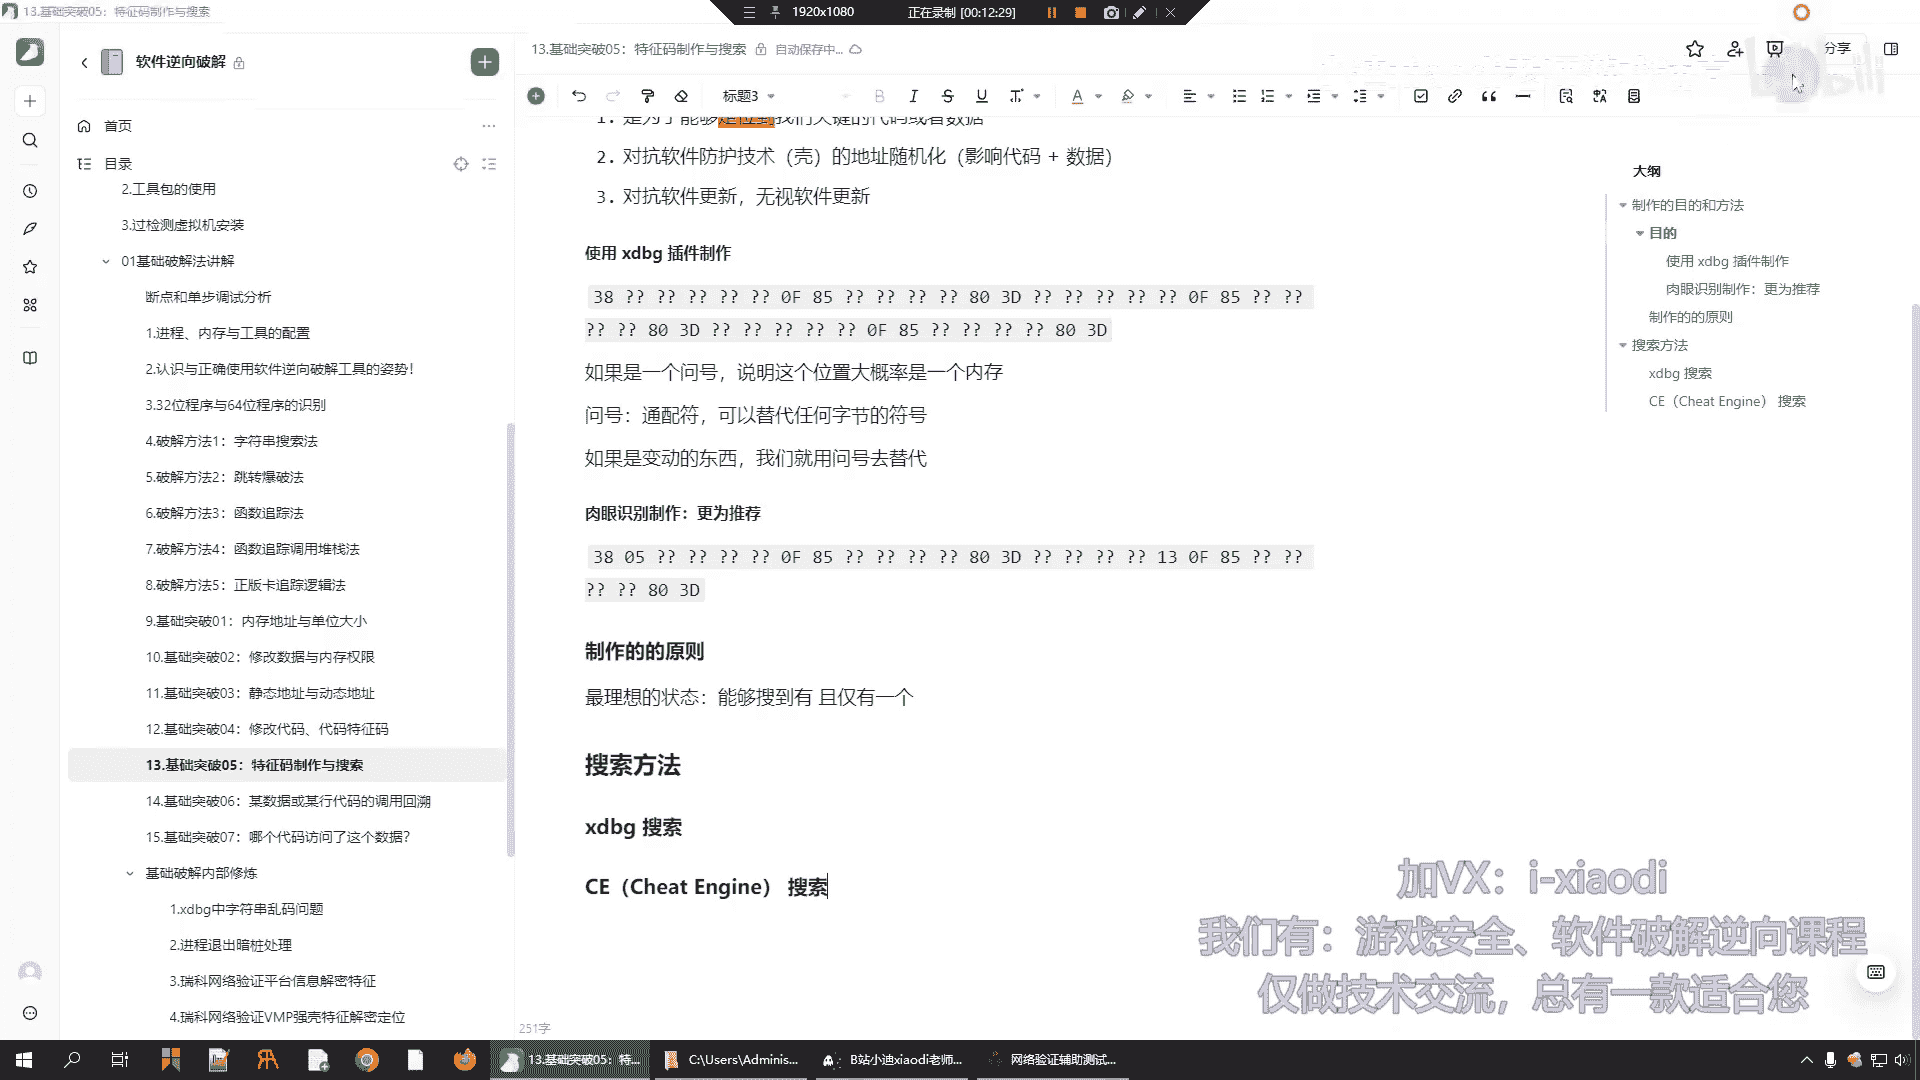 13.基础突破05：特征码制作与搜索
1920x1080
正在录制 [00:12:29]
软件逆向破解
首页
目录
2.工具包的使用
3.过检测虚拟机安装
01基础破解法讲解
断点和单步调试分析
1.进程、内存与工具的配置
2.认识与正确使用软件逆向破解工具的姿势！
3.32位程序与64位程序的识别
4.破解方法1：字符串搜索法
5.破解方法2：跳转爆破法
6.破解方法3：函数追踪法
7.破解方法4：函数追踪调用堆栈法
8.破解方法5：正版卡追踪逻辑法
9.基础突破01：内存地址与单位大小
10.基础突破02：修改数据与内存权限
11.基础突破03：静态地址与动态地址
12.基础突破04：修改代码、代码特征码
13.基础突破05：特征码制作与搜索
14.基础突破06：某数据或某行代码的调用回溯
15.基础突破07：哪个代码访问了这个数据?
基础破解内部修炼
1.xdbg中字符串乱码问题
2.进程退出暗桩处理
3.瑞科网络验证平台信息解密特征
4.瑞科网络验证VMP强壳特征解密定位
13.基础突破05：特征码制作与搜索
自动保存中...
分享
标题3
1. 是为了能够定位到我们关键的代码或者数据
2. 对抗软件防护技术（壳）的地址随机化（影响代码 + 数据）
3. 对抗软件更新，无视软件更新
使用 xdbg 插件制作
38 ?? ?? ?? ?? ?? 0F 85 ?? ?? ?? ?? 80 3D ?? ?? ?? ?? ?? 0F 85 ?? ??
?? ?? 80 3D ?? ?? ?? ?? ?? 0F 85 ?? ?? ?? ?? 80 3D
如果是一个问号，说明这个位置大概率是一个内存
问号：通配符，可以替代任何字节的符号
如果是变动的东西，我们就用问号去替代
肉眼识别制作：更为推荐
38 05 ?? ?? ?? ?? 0F 85 ?? ?? ?? ?? 80 3D ?? ?? ?? ?? 13 0F 85 ?? ??
?? ?? 80 3D
制作的的原则
最理想的状态：能够搜到有 且仅有一个
搜索方法
xdbg 搜索
CE（Cheat Engine） 搜索
251字
大纲
制作的目的和方法
目的
使用 xdbg 插件制作
肉眼识别制作：更为推荐
制作的的原则
搜索方法
xdbg 搜索
CE（Cheat Engine） 搜索
加VX：i-xiaodi
我们有：游戏安全、软件破解逆向课程
仅做技术交流，总有一款适合您
13.基础突破05：特...
C:\Users\Adminis...
B站小迪xiaodi老师...
网络验证辅助测试...